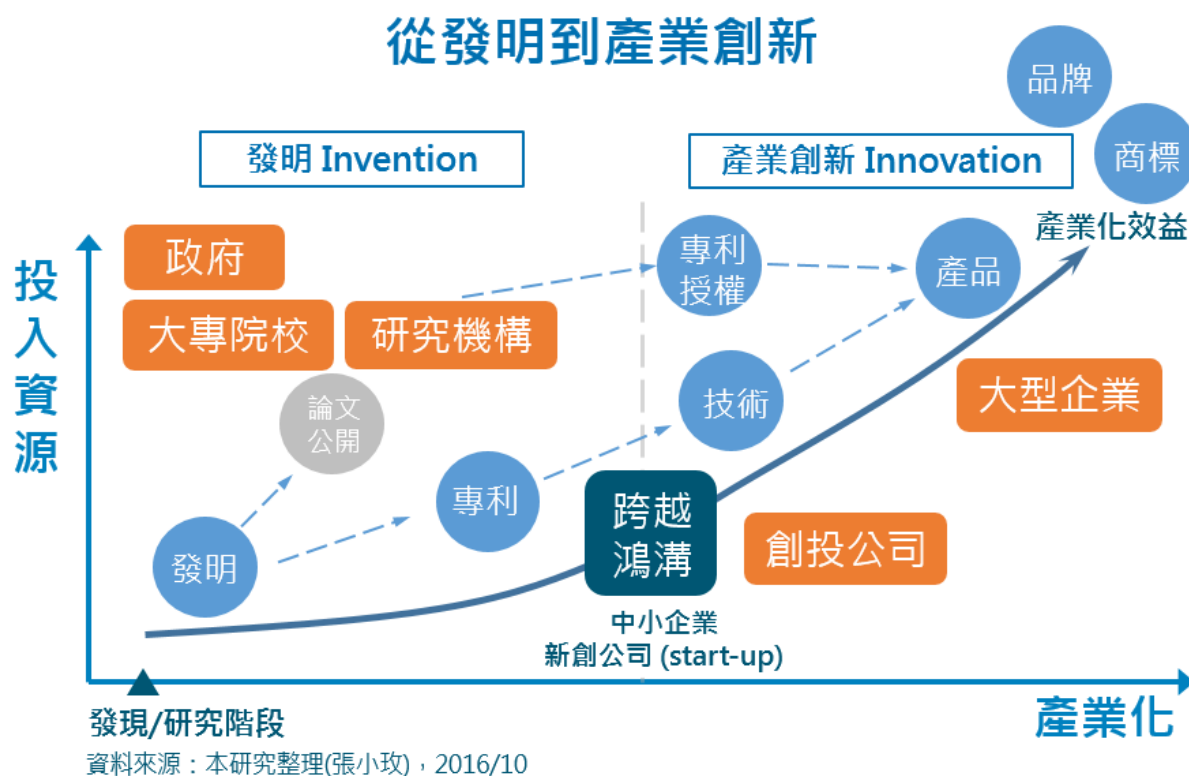 從發明到產業創新
品牌
商標
發明 Invention
產業創新 Innovation
產業化效益
投入資源
政府
大專院校
研究機構
專利
授權
產品
論文
公開
技術
大型企業
發明
專利
跨越
鴻溝
創投公司
中小企業
新創公司 (start-up)
發現/研究階段
產業化
資料來源：本研究整理(張小玫)，2016/10